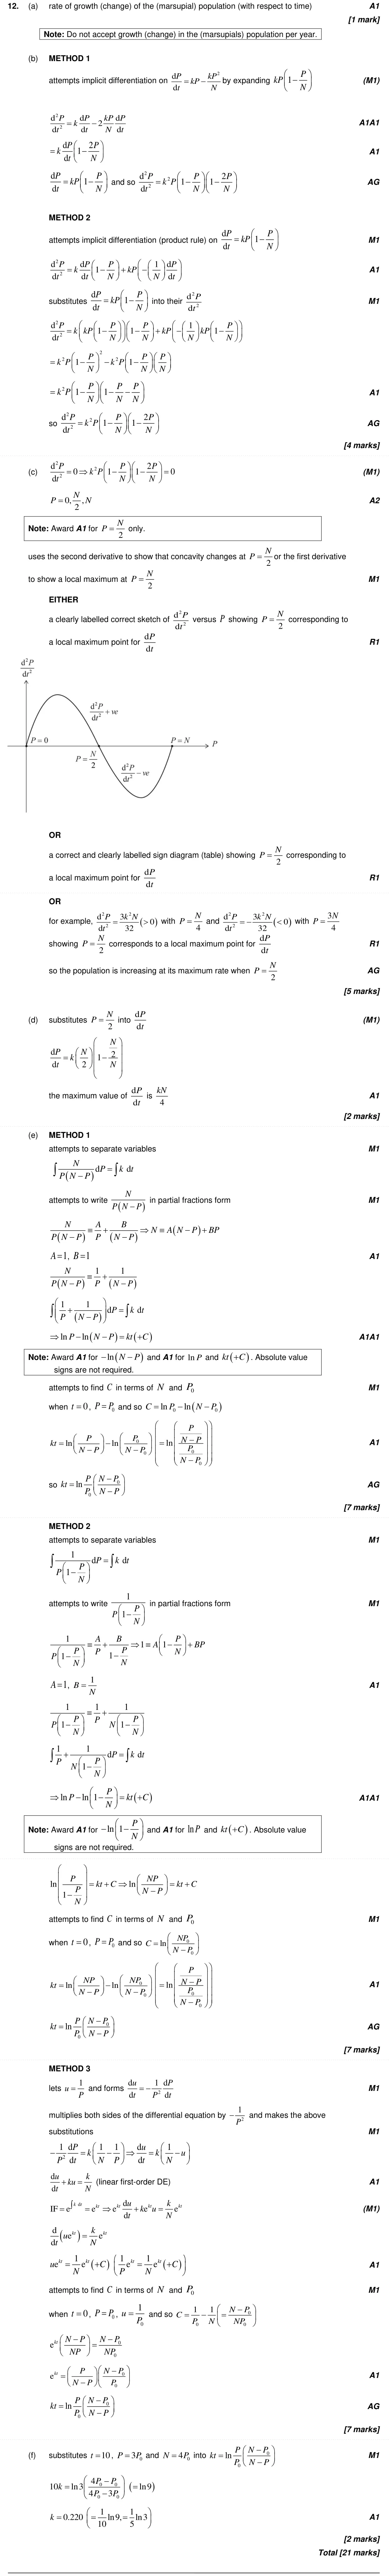 12. (a) rate of growth (change) of the (marsupial) population (with respect to time) A1
[1 mark]
Note: Do not accept growth (change) in the (marsupials) population per year.
(b) METHOD 1
attempts implicit differentiation on dP/dt = kP − kP²/N by expanding kP(1 − P/N) (M1)
d²P/dt² = k dP/dt − 2 kP/N dP/dt A1A1
= k dP/dt (1 − 2P/N) A1
dP/dt = kP(1 − P/N) and so d²P/dt² = k²P(1 − P/N)(1 − 2P/N) AG
METHOD 2
attempts implicit differentiation (product rule) on dP/dt = kP(1 − P/N) M1
d²P/dt² = k dP/dt (1 − P/N) + kP(−(1/N) dP/dt) A1
substitutes dP/dt = kP(1 − P/N) into their d²P/dt² M1
d²P/dt² = k(kP(1 − P/N))(1 − P/N) + kP(−(1/N) kP(1 − P/N))
= k²P(1 − P/N)² − k²P(1 − P/N)(P/N)
= k²P(1 − P/N)(1 − P/N − P/N) A1
so d²P/dt² = k²P(1 − P/N)(1 − 2P/N) AG
[4 marks]
(c) d²P/dt² = 0 ⇒ k²P(1 − P/N)(1 − 2P/N) = 0 (M1)
P = 0, N/2, N A2
Note: Award A1 for P = N/2 only.
uses the second derivative to show that concavity changes at P = N/2 or the first derivative
to show a local maximum at P = N/2 M1
EITHER
a clearly labelled correct sketch of d²P/dt² versus P showing P = N/2 corresponding to
a local maximum point for dP/dt R1
d²P/dt²
d²P/dt² + ve
P = 0
P = N
P
P = N/2
d²P/dt² − ve
OR
a correct and clearly labelled sign diagram (table) showing P = N/2 corresponding to
a local maximum point for dP/dt R1
OR
for example, d²P/dt² = 3k²N/32 (> 0) with P = N/4 and d²P/dt² = −3k²N/32 (< 0) with P = 3N/4
showing P = N/2 corresponds to a local maximum point for dP/dt R1
so the population is increasing at its maximum rate when P = N/2 AG
[5 marks]
(d) substitutes P = N/2 into dP/dt (M1)
dP/dt = k(N/2)(1 − (N/2)/N)
the maximum value of dP/dt is kN/4 A1
[2 marks]
(e) METHOD 1
attempts to separate variables M1
∫ N/(P(N − P)) dP = ∫ k dt
attempts to write N/(P(N − P)) in partial fractions form M1
N/(P(N − P)) ≡ A/P + B/(N − P) ⇒ N ≡ A(N − P) + BP
A = 1, B = 1 A1
N/(P(N − P)) ≡ 1/P + 1/(N − P)
∫(1/P + 1/(N − P)) dP = ∫ k dt
⇒ ln P − ln(N − P) = kt (+C) A1A1
Note: Award A1 for −ln(N − P) and A1 for ln P and kt(+C). Absolute value
signs are not required.
attempts to find C in terms of N and P₀ M1
when t = 0, P = P₀ and so C = ln P₀ − ln(N − P₀)
kt = ln(P/(N − P)) − ln(P₀/(N − P₀)) (= ln((P/(N − P))/(P₀/(N − P₀)))) A1
so kt = ln P/P₀ ((N − P₀)/(N − P)) AG
[7 marks]
METHOD 2
attempts to separate variables M1
∫ 1/(P(1 − P/N)) dP = ∫ k dt
attempts to write 1/(P(1 − P/N)) in partial fractions form M1
1/(P(1 − P/N)) ≡ A/P + B/(1 − P/N) ⇒ 1 ≡ A(1 − P/N) + BP
A = 1, B = 1/N A1
1/(P(1 − P/N)) ≡ 1/P + 1/(N(1 − P/N))
∫ 1/P + 1/(N(1 − P/N)) dP = ∫ k dt
⇒ ln P − ln(1 − P/N) = kt (+C) A1A1
Note: Award A1 for −ln(1 − P/N) and A1 for ln P and kt(+C). Absolute value
signs are not required.
ln(P/(1 − P/N)) = kt + C ⇒ ln(NP/(N − P)) = kt + C
attempts to find C in terms of N and P₀ M1
when t = 0, P = P₀ and so C = ln(NP₀/(N − P₀))
kt = ln(NP/(N − P)) − ln(NP₀/(N − P₀)) (= ln((P/(N − P))/(P₀/(N − P₀)))) A1
kt = ln P/P₀ ((N − P₀)/(N − P)) AG
[7 marks]
METHOD 3
lets u = 1/P and forms du/dt = −1/P² dP/dt M1
multiplies both sides of the differential equation by −1/P² and makes the above
substitutions M1
−1/P² dP/dt = k(1/N − 1/P) ⇒ du/dt = k(1/N − u)
du/dt + ku = k/N (linear first-order DE) A1
IF = e^(∫k dt) = e^(kt) ⇒ e^(kt) du/dt + ke^(kt)u = k/N e^(kt) (M1)
d/dt (ue^(kt)) = k/N e^(kt)
ue^(kt) = 1/N e^(kt) (+C) (1/P e^(kt) = 1/N e^(kt) (+C)) A1
attempts to find C in terms of N and P₀ M1
when t = 0, P = P₀, u = 1/P₀ and so C = 1/P₀ − 1/N (= (N − P₀)/(NP₀))
e^(kt)((N − P)/(NP)) = (N − P₀)/(NP₀)
e^(kt) = (P/(N − P))((N − P₀)/P₀) A1
kt = ln P/P₀ ((N − P₀)/(N − P)) AG
[7 marks]
(f) substitutes t = 10, P = 3P₀ and N = 4P₀ into kt = ln P/P₀ ((N − P₀)/(N − P)) M1
10k = ln 3((4P₀ − P₀)/(4P₀ − 3P₀)) (= ln 9)
k = 0.220 (= 1/10 ln 9, = 1/5 ln 3) A1
[2 marks]
Total [21 marks]